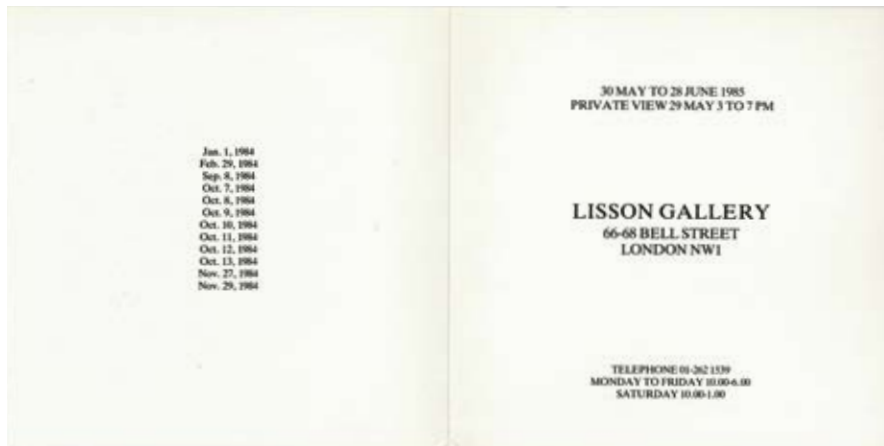 Jan. 1, 1984
Feb. 29, 1984
Sep. 8, 1984
Oct. 7, 1984
Oct. 8, 1984
Oct. 9, 1984
Oct. 10, 1984
Oct. 11, 1984
Oct. 12, 1984
Oct. 13, 1984
Nov. 27, 1984
Nov. 29, 1984
30 MAY TO 28 JUNE 1985
PRIVATE VIEW 29 MAY 3 TO 7 PM
LISSON GALLERY
66-68 BELL STREET
LONDON NW1
TELEPHONE 01-262 1539
MONDAY TO FRIDAY 10.00-6.00
SATURDAY 10.00-1.00